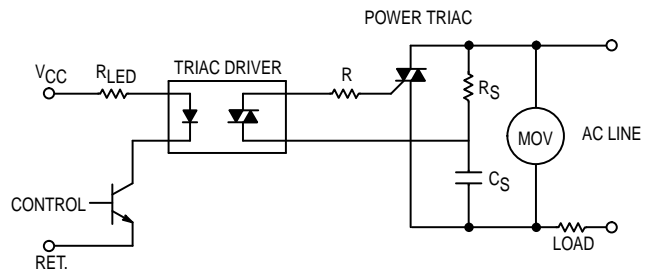 POWER TRIAC
VCC
RLED
TRIAC DRIVER
R
RS
MOV
AC LINE
CS
CONTROL
LOAD
RET.